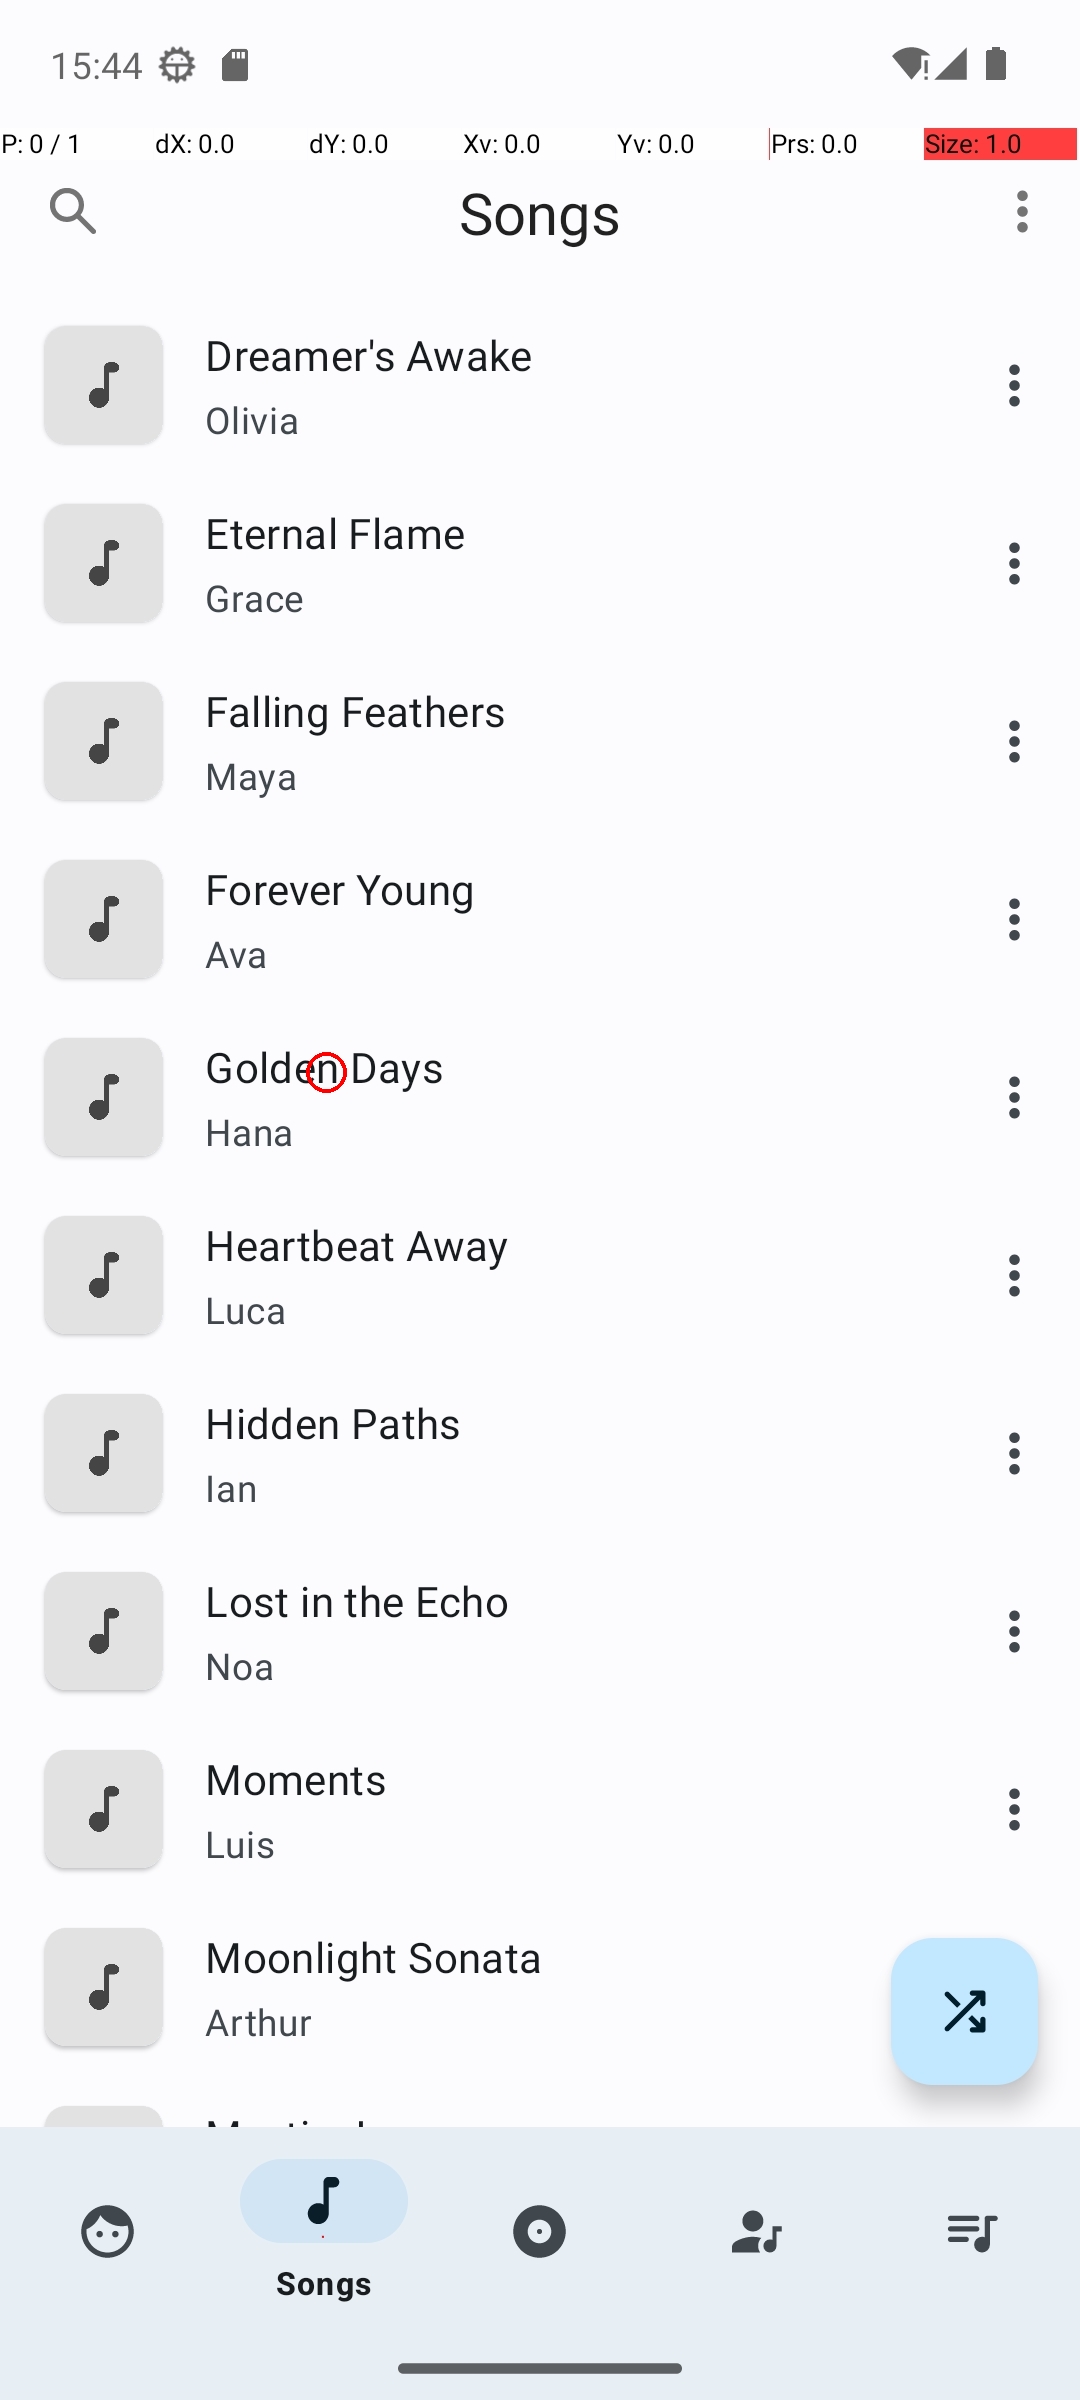 15:44
P: 0 / 1 dX: 0.0 dY: 0.0 Xv: 0.0 Yv: 0.0 Prs: 0.0 Size: 1.0
Songs
Dreamer's Awake
Olivia
Eternal Flame
Grace
Falling Feathers
Maya
Forever Young
Ava
Golden Days
Hana
Heartbeat Away
Luca
Hidden Paths
Ian
Lost in the Echo
Noa
Moments
Luis
Moonlight Sonata
Arthur
Songs